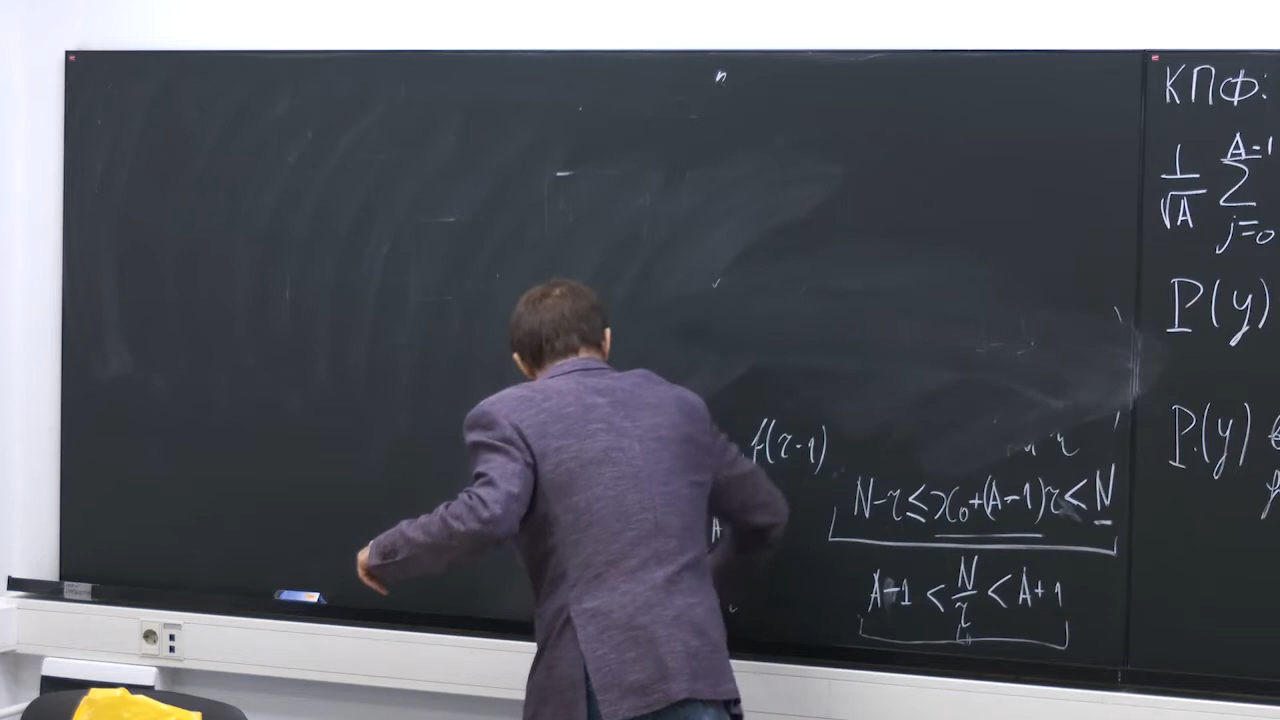 n
f(r-1)
N-r≤x₀+(A-1)r<N
A
A-1<N/r<A+1
КПФ:
1/√A ∑ j=0 A-1
P(y)
P(y)